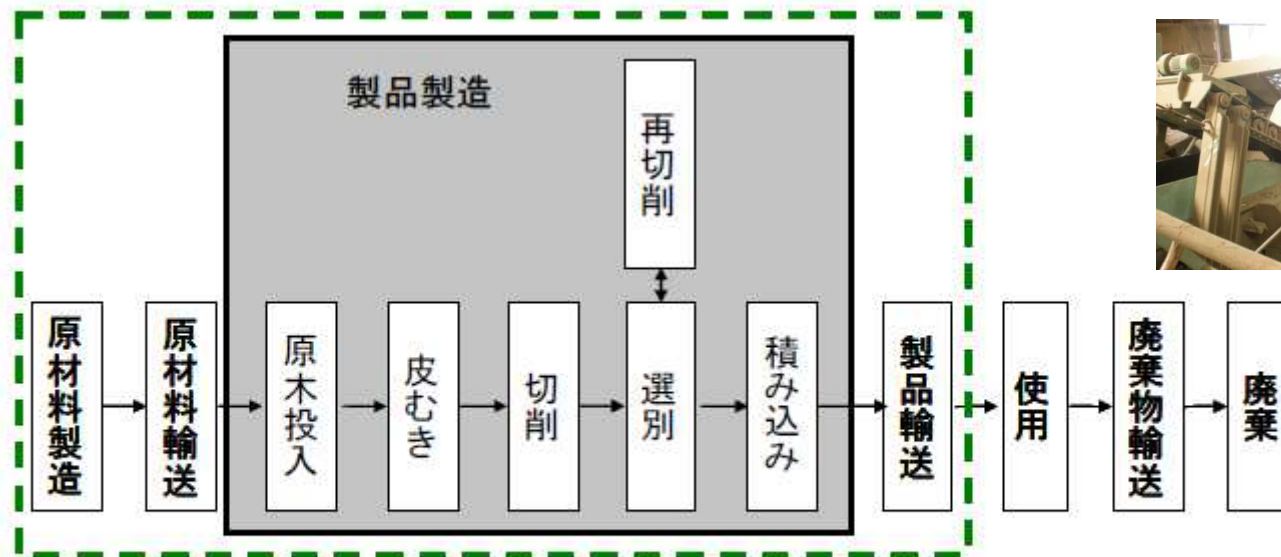 製品製造
再切削
原材料製造
原材料輸送
原木投入
皮むき
切削
選別
積み込み
製品輸送
使用
廃棄物輸送
廃棄